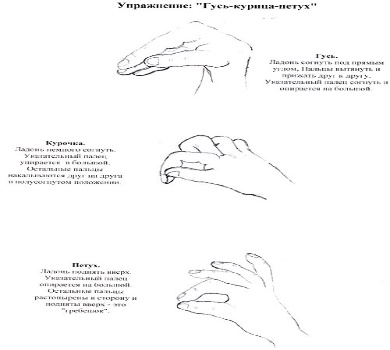 Упражнение: "Гусь-курица-петух"
Гусь.
Ладонь согнуть под прямым
углом, Пальцы вытянуть и
прижать друг к другу.
Указательный палец согнуть и
опирается на большой.
Курочка.
Ладонь немного согнуть.
Указательный палец
упирается в большой.
Остальные пальцы
накладываются друг на друга
в полусогнутом положении.
Петух.
Ладонь поднять вверх.
Указательный палец
опирается на большой.
Остальные пальцы
растопырены в сторону и
подняты вверх - это
"гребешок".